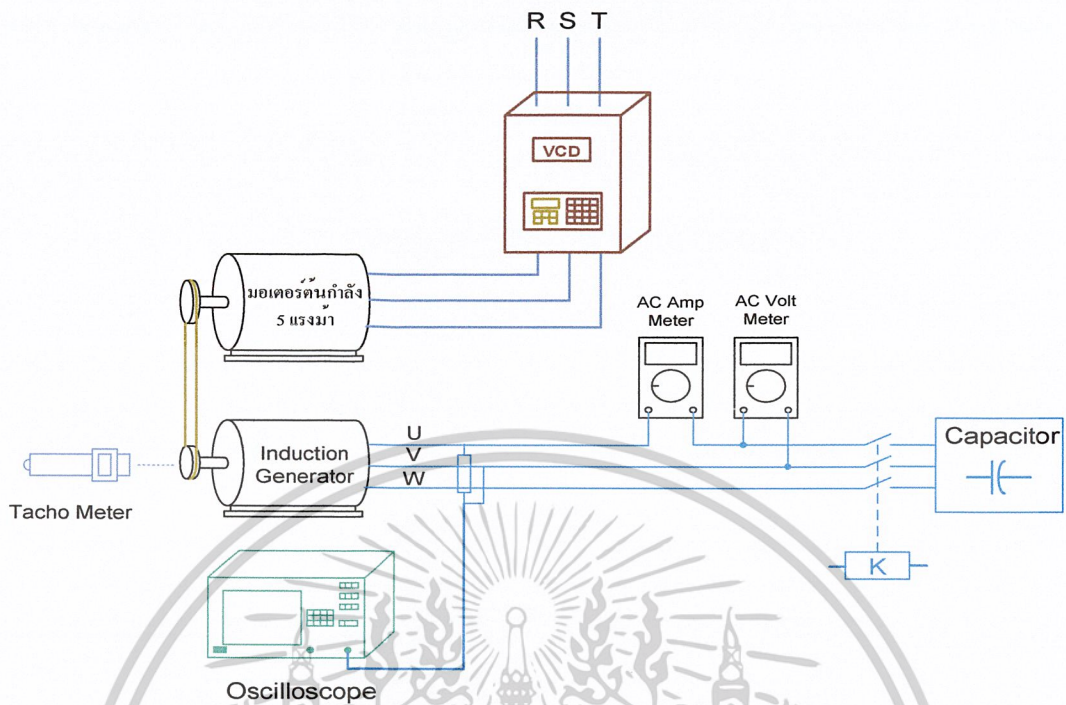 R S T
VCD
มอเตอร์ต้นกำลัง
5 แรงม้า
AC Amp
Meter
AC Volt
Meter
U
V
W
Induction
Generator
Capacitor
Tacho Meter
K
Oscilloscope